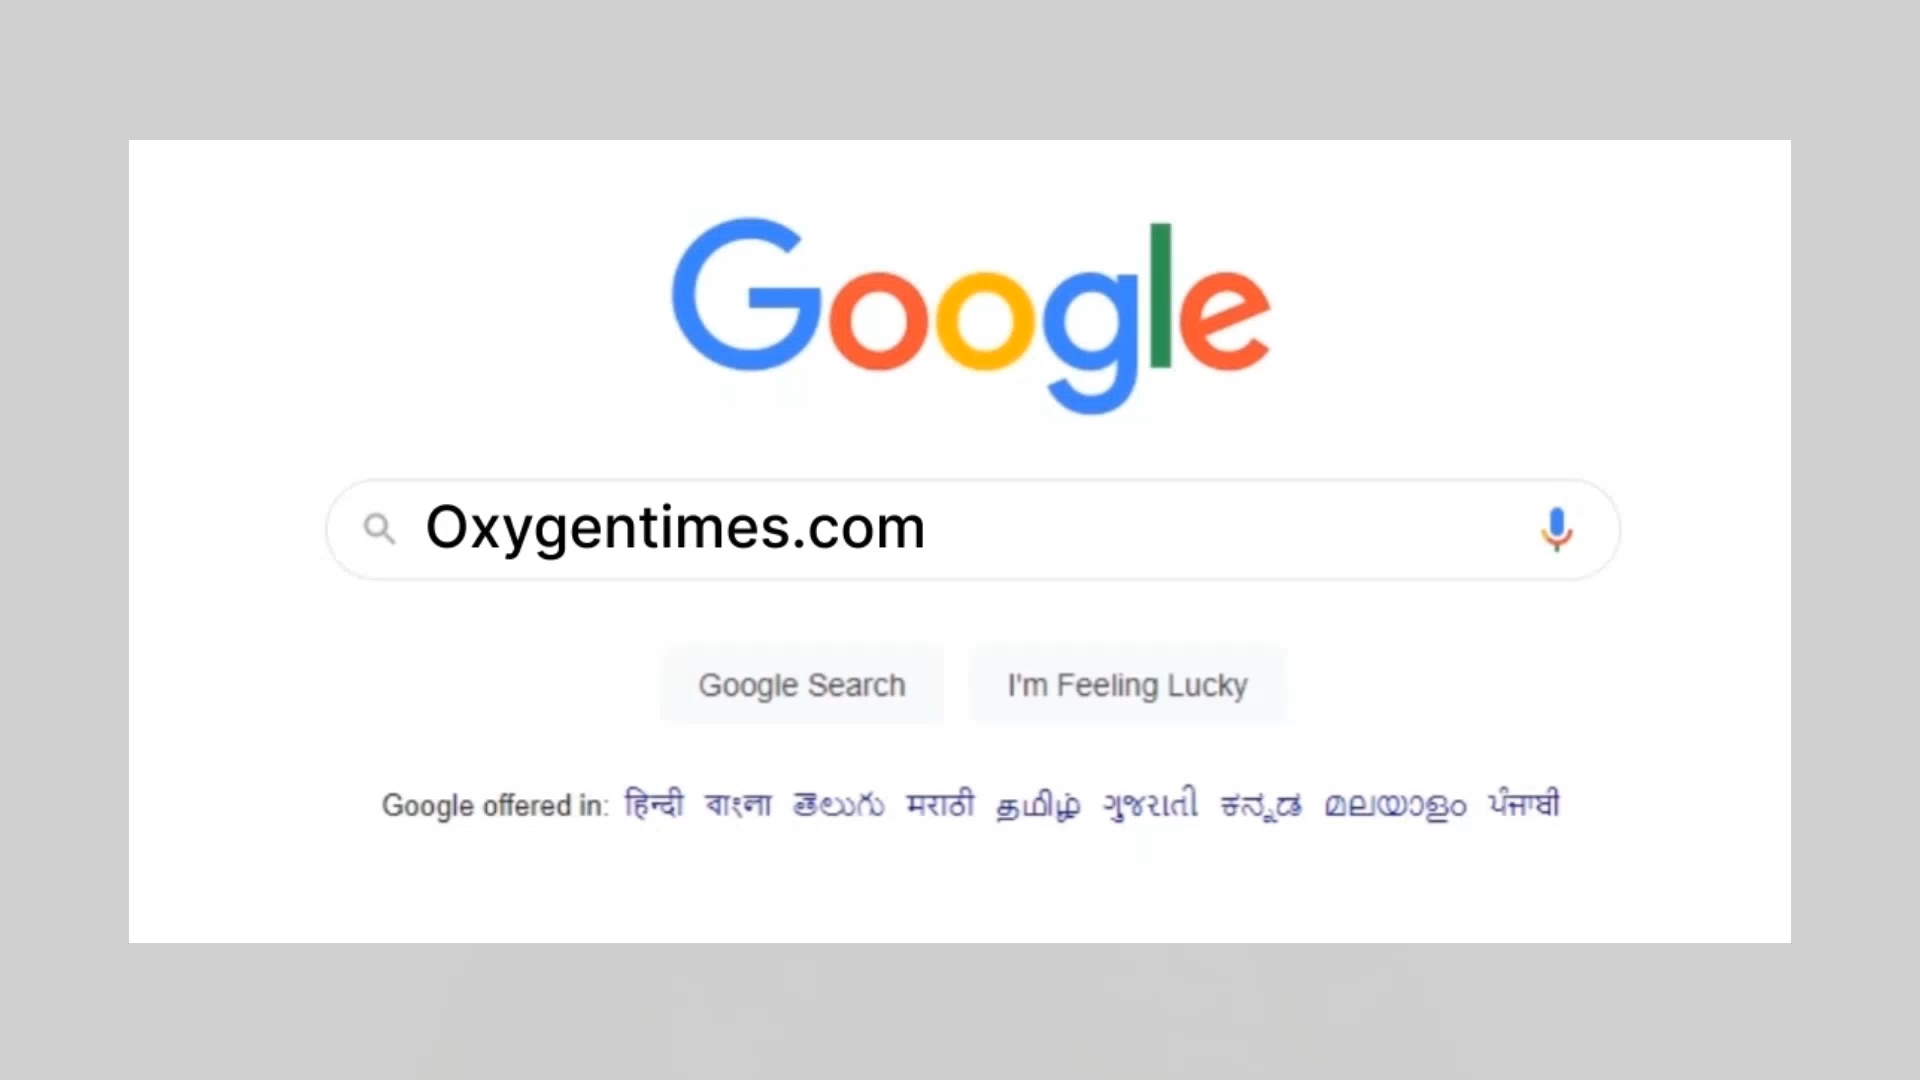 Google
Oxygentimes.com
Google Search
I'm Feeling Lucky
Google offered in: हिन्दी বাংলা తెలుగు मराठी தமிழ் ગુજરાતી ಕನ್ನಡ മലയാളം ਪੰਜਾਬੀ